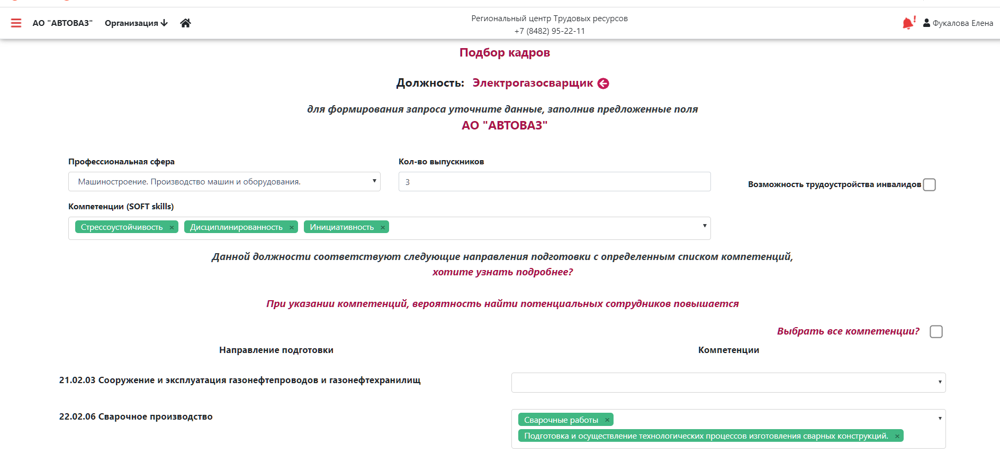 АО "АВТОВАЗ" Организация
Региональный центр Трудовых ресурсов
+7 (8482) 95-22-11
Фукалова Елена
Подбор кадров
Должность: Электрогазосварщик
для формирования запроса уточните данные, заполнив предложенные поля
АО "АВТОВАЗ"
Профессиональная сфера
Кол-во выпускников
Машиностроение. Производство машин и оборудования.
3
Возможность трудоустройства инвалидов
Компетенции (SOFT skills)
Стрессоустойчивость × Дисциплинированность × Инициативность ×
Данной должности соответствуют следующие направления подготовки с определенным списком компетенций,
хотите узнать подробнее?
При указании компетенций, вероятность найти потенциальных сотрудников повышается
Выбрать все компетенции?
Направление подготовки
Компетенции
21.02.03 Сооружение и эксплуатация газонефтепроводов и газонефтехранилищ
22.02.06 Сварочное производство
Сварочные работы ×
Подготовка и осуществление технологических процессов изготовления сварных конструкций. ×